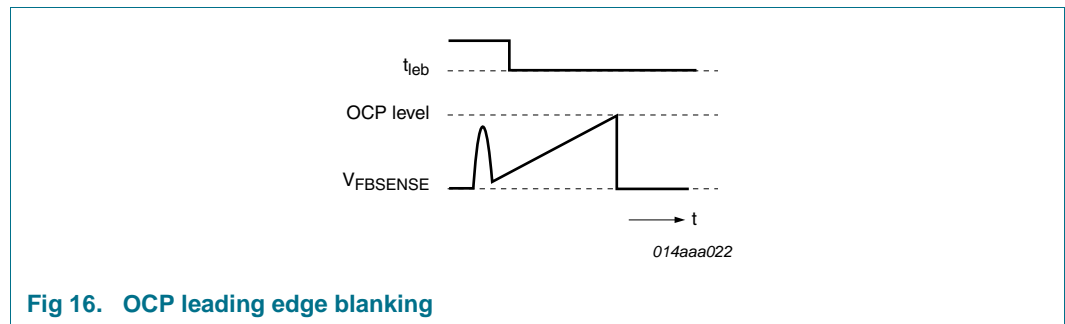 tleb
OCP level
VFBSENSE
t
014aaa022
Fig 16. OCP leading edge blanking